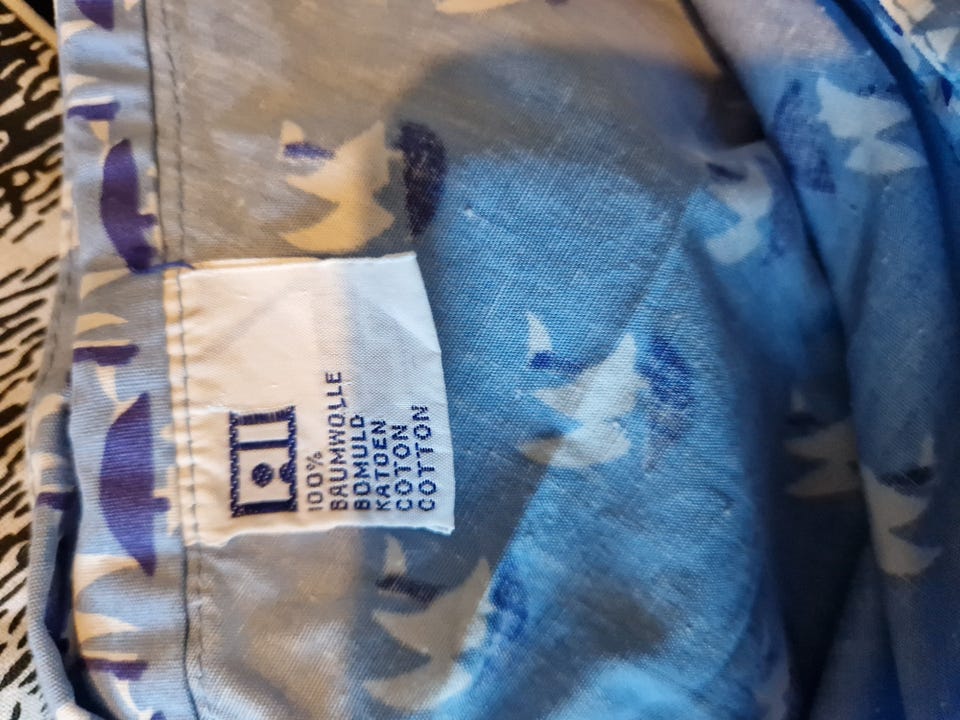 100%
BAUMWOLLE
BOMULD
KATOEN
COTON
COTTON